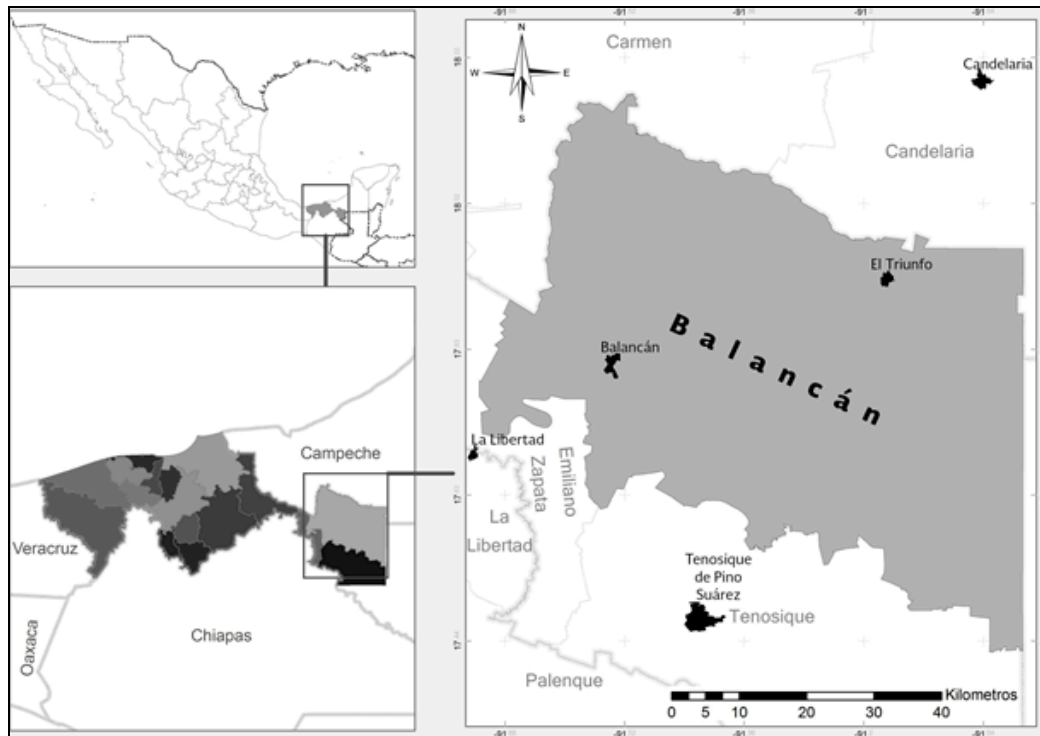 Campeche
Veracruz
Oaxaca
Chiapas
N
W
E
S
Carmen
Candelaria
Candelaria
El Triunfo
Balancán
Balancán
La Libertad
Emiliano
Zapata
La
Libertad
Tenosique
de Pino
Suárez
Tenosique
Palenque
Kilometros
0 5 10 20 30 40